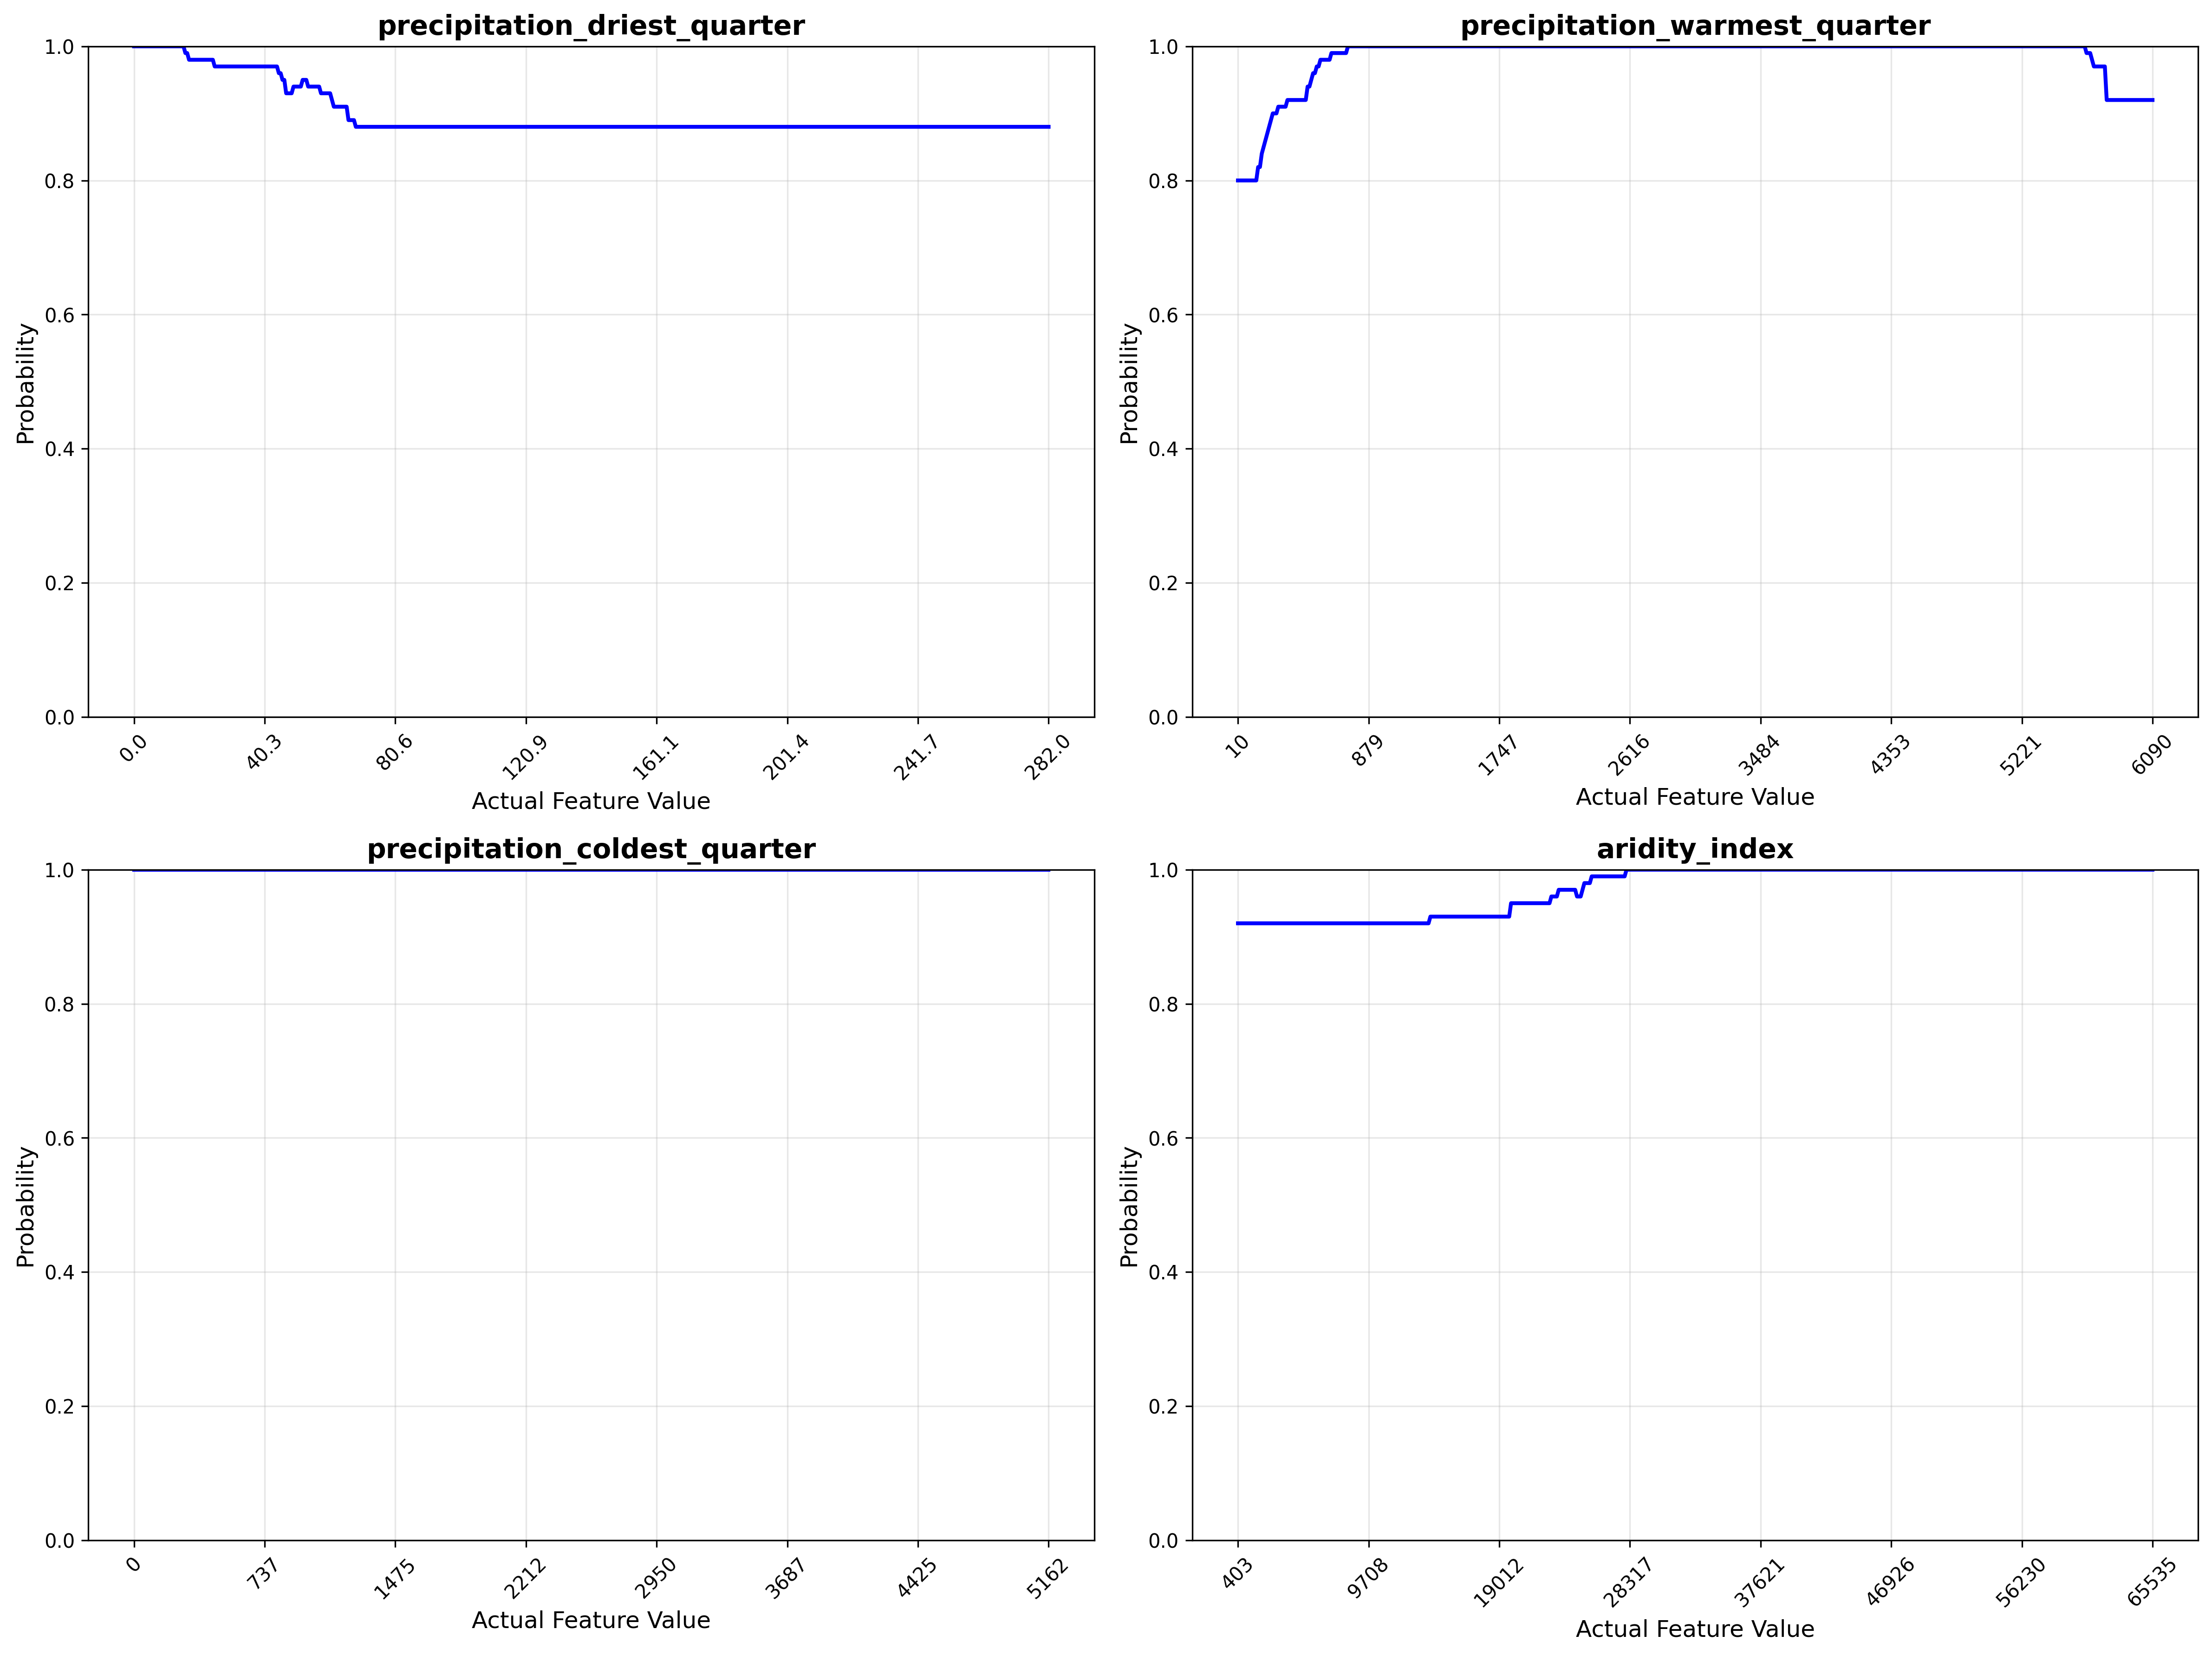 precipitation_driest_quarter
1.0
0.8
0.6
0.4
0.2
0.0
Probability
0.0 40.3 80.6 120.9 161.1 201.4 241.7 282.0
Actual Feature Value
precipitation_warmest_quarter
1.0
0.8
0.6
0.4
0.2
0.0
Probability
10 879 1747 2616 3484 4353 5221 6090
Actual Feature Value
precipitation_coldest_quarter
1.0
0.8
0.6
0.4
0.2
0.0
Probability
0 737 1475 2212 2950 3687 4425 5162
Actual Feature Value
aridity_index
1.0
0.8
0.6
0.4
0.2
0.0
Probability
403 9708 19012 28317 37621 46926 56230 65535
Actual Feature Value